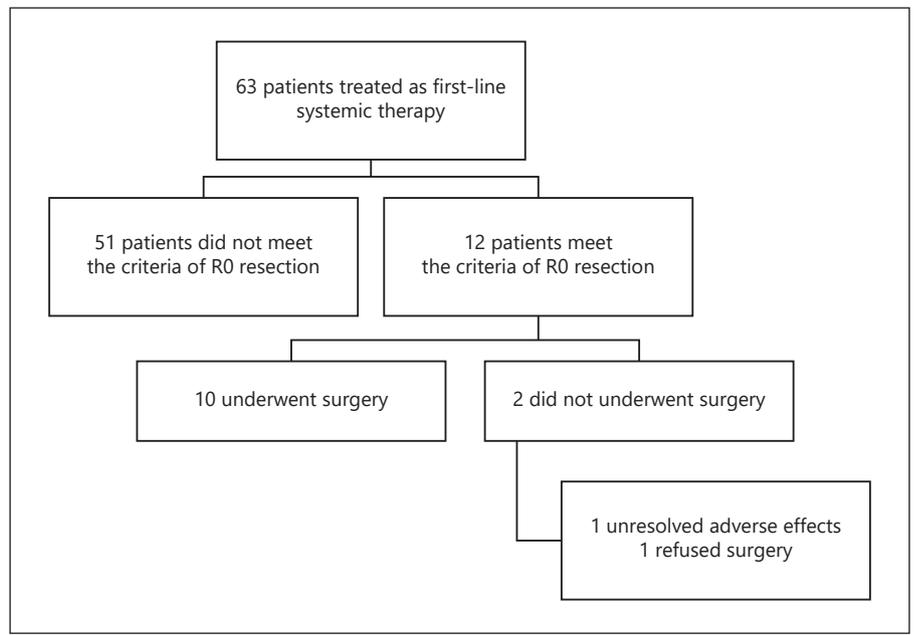 63 patients treated as first-line
systemic therapy
51 patients did not meet
the criteria of R0 resection
12 patients meet
the criteria of R0 resection
10 underwent surgery
2 did not underwent surgery
1 unresolved adverse effects
1 refused surgery